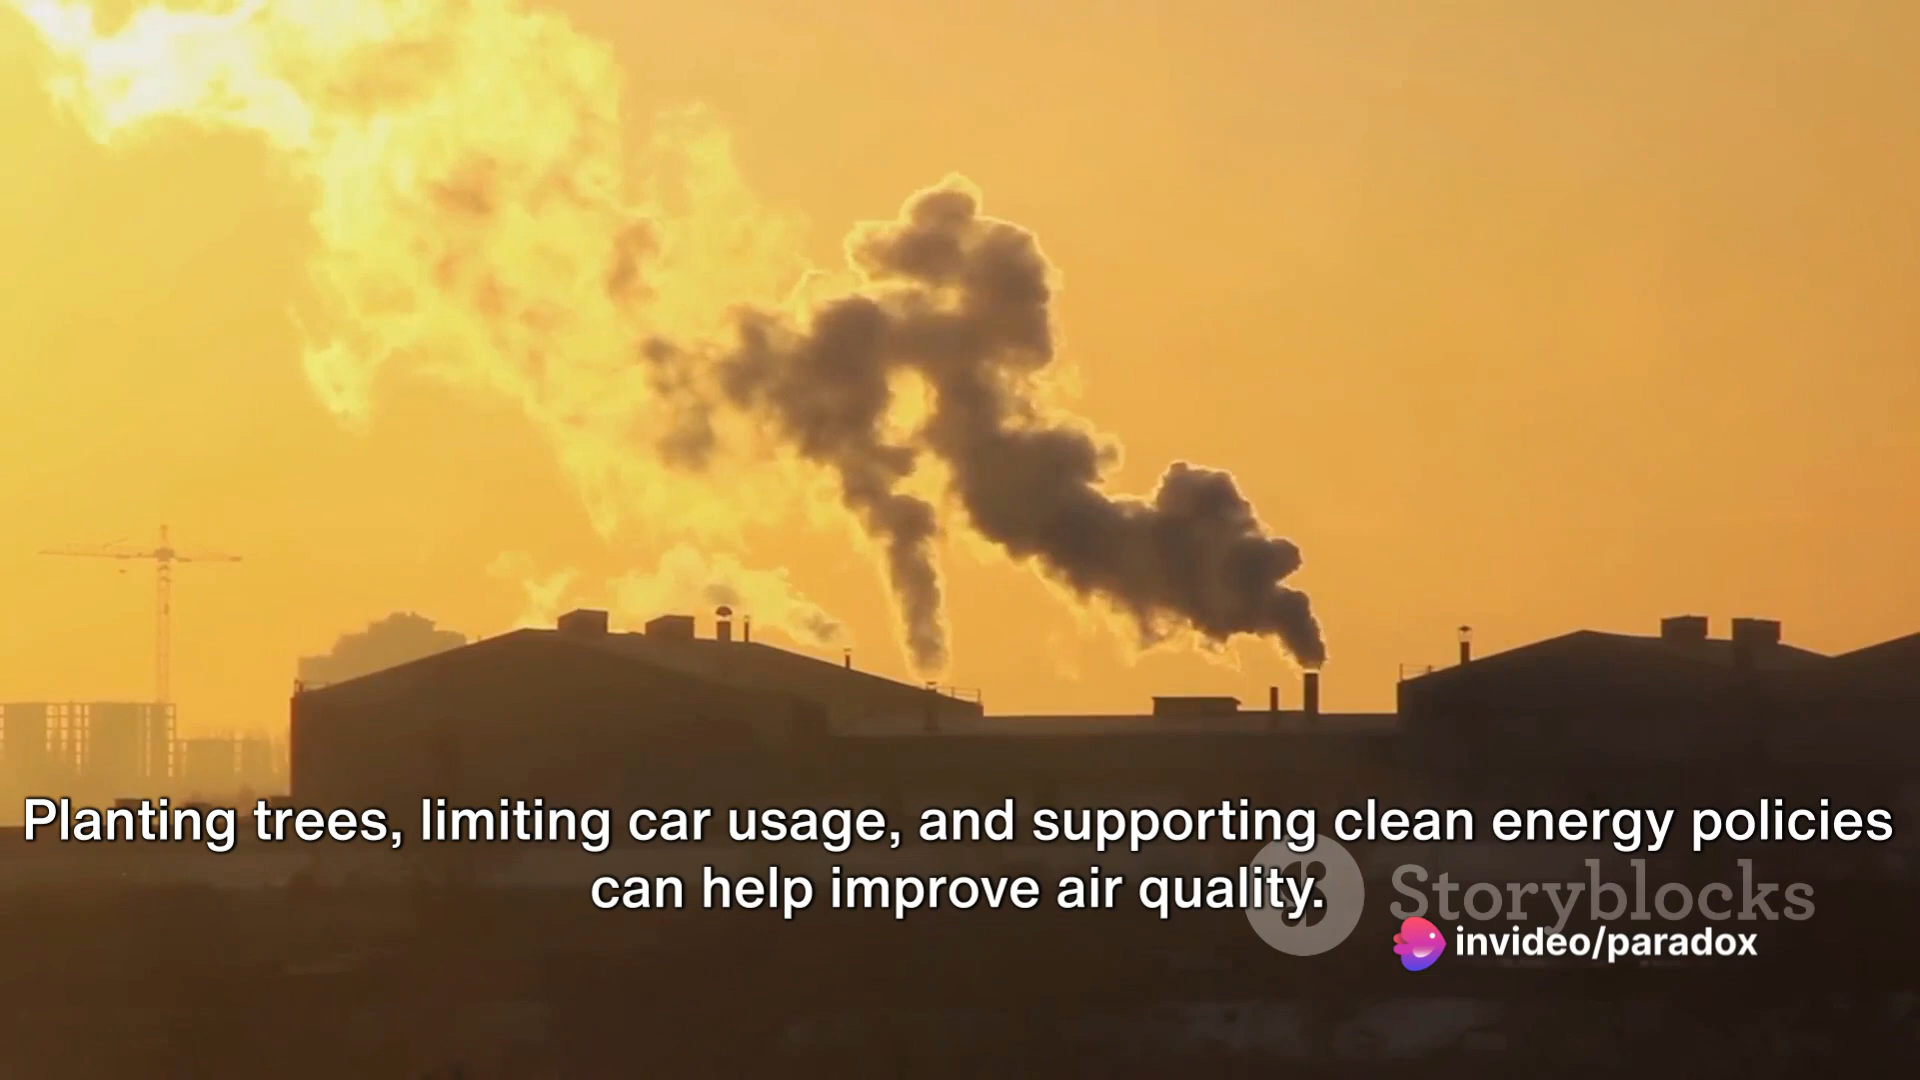 Planting trees, limiting car usage, and supporting clean energy policies
can help improve air quality.
Storyblocks
invideo/paradox